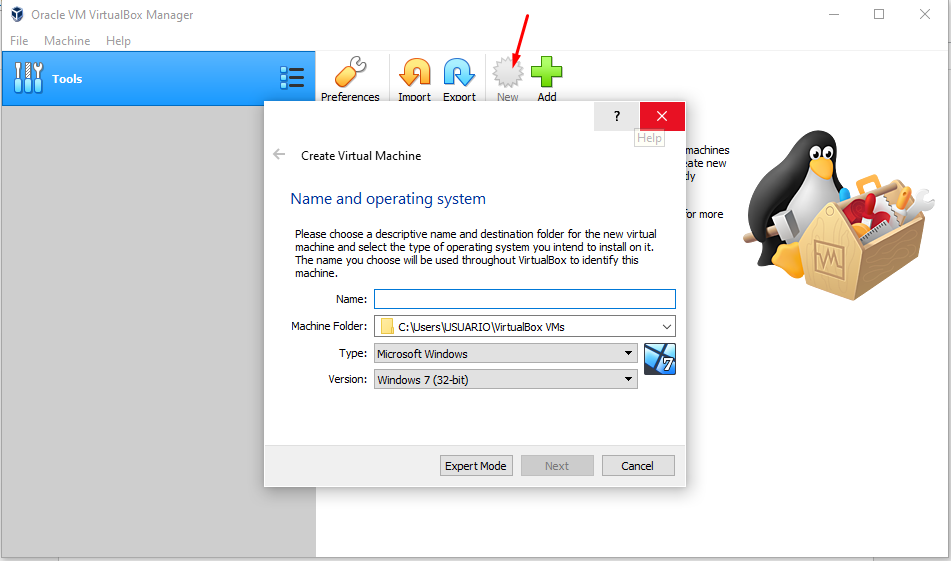 Oracle VM VirtualBox Manager
File Machine Help
Tools
Preferences Import Export New Add
?
Help
Create Virtual Machine
machines
eate new
dy
for more
Name and operating system
Please choose a descriptive name and destination folder for the new virtual
machine and select the type of operating system you intend to install on it.
The name you choose will be used throughout VirtualBox to identify this
machine.
Name:
Machine Folder: C:\Users\USUARIO\VirtualBox VMs
Type: Microsoft Windows
7
Version: Windows 7 (32-bit)
Expert Mode Next Cancel